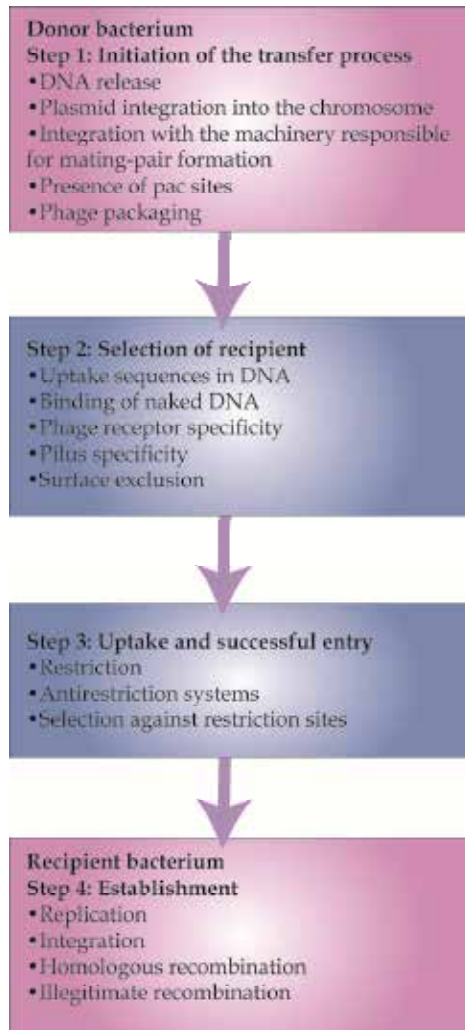 Donor bacterium
Step 1: Initiation of the transfer process
•DNA release
•Plasmid integration into the chromosome
•Integration with the machinery responsible
for mating-pair formation
•Presence of pac sites
•Phage packaging
Step 2: Selection of recipient
•Uptake sequences in DNA
•Binding of naked DNA
•Phage receptor specificity
•Pilus specificity
•Surface exclusion
Step 3: Uptake and successful entry
•Restriction
•Antirestriction systems
•Selection against restriction sites
Recipient bacterium
Step 4: Establishment
•Replication
•Integration
•Homologous recombination
•Illegitimate recombination